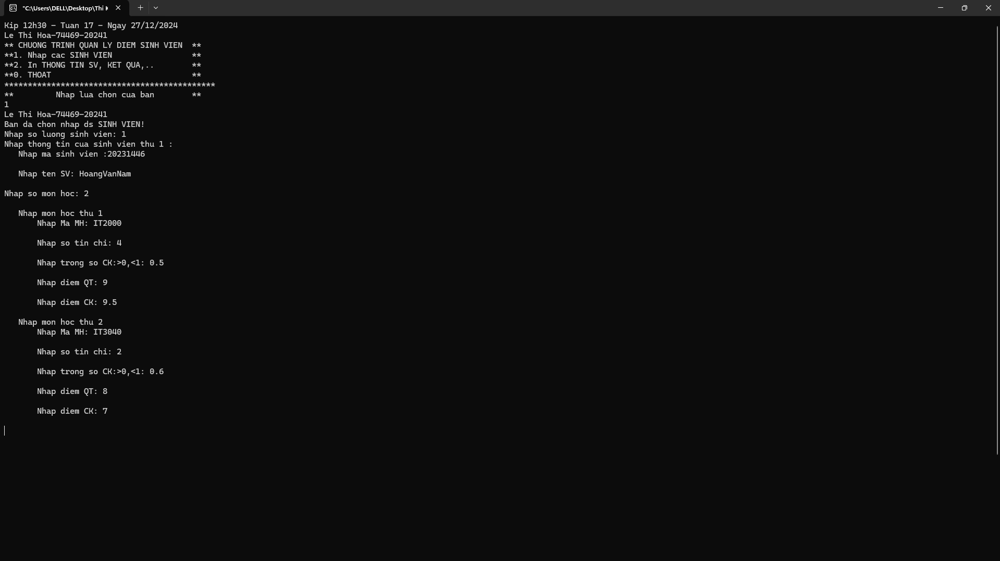 "C:\Users\DELL\Desktop\Thi K
Kip 12h30 - Tuan 17 - Ngay 27/12/2024
Le Thi Hoa-74469-20241
** CHUONG TRINH QUAN LY DIEM SINH VIEN  **
**1. Nhap cac SINH VIEN                 **
**2. In THONG TIN SV, KET QUA,..        **
**0. THOAT                              **
*********************************************
**         Nhap lua chon cua ban        **
1
Le Thi Hoa-74469-20241
Ban da chon nhap ds SINH VIEN!
Nhap so luong sinh vien: 1
Nhap thong tin cua sinh vien thu 1 :
   Nhap ma sinh vien :20231446
   Nhap ten SV: HoangVanNam
Nhap so mon hoc: 2
   Nhap mon hoc thu 1
       Nhap Ma MH: IT2000
       Nhap so tin chi: 4
       Nhap trong so CK:>0,<1: 0.5
       Nhap diem QT: 9
       Nhap diem CK: 9.5
   Nhap mon hoc thu 2
       Nhap Ma MH: IT3040
       Nhap so tin chi: 2
       Nhap trong so CK:>0,<1: 0.6
       Nhap diem QT: 8
       Nhap diem CK: 7